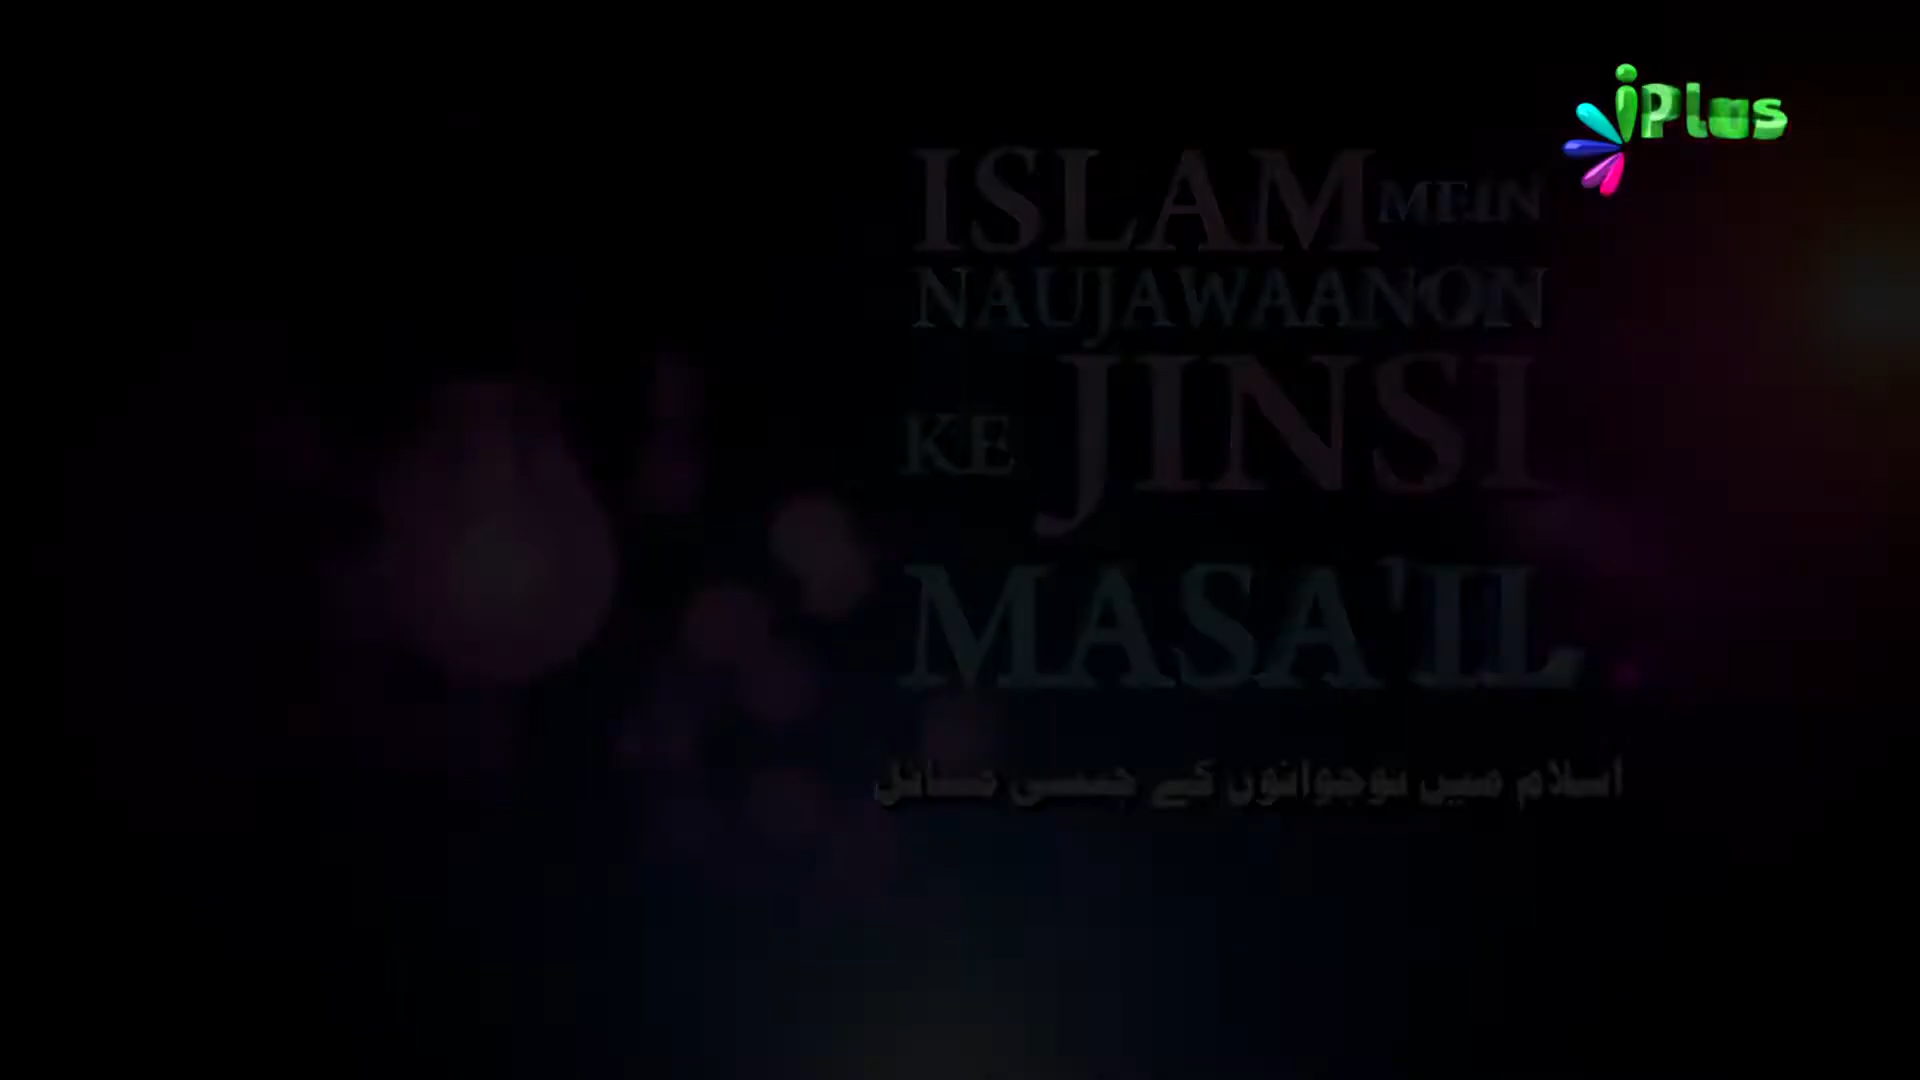 iPlus
ISLAM MEIN
NAUJAWAANON
KE JINSI
MASA'IL
اسلام میں نوجوانوں کے جنسی مسائل